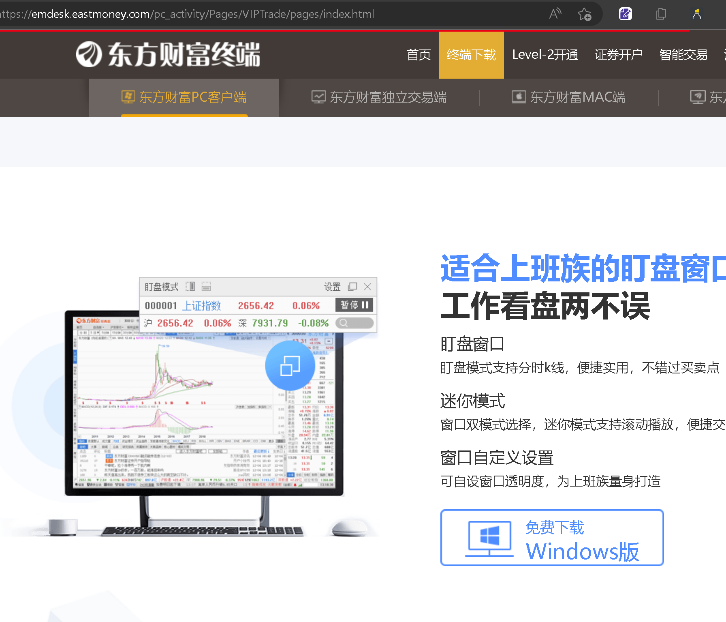 https://emdesk.eastmoney.com/pc_activity/Pages/VIPTrade/pages/index.html
东方财富终端
首页 终端下载 Level-2开通 证券开户 智能交易
东方财富PC客户端 东方财富独立交易端 东方财富MAC端 东方
适合上班族的盯盘窗口
工作看盘两不误
盯盘模式 设置
000001 上证指数 2656.42 0.06% 暂停
沪 2656.42 0.06% 深 7931.79 -0.08%
盯盘窗口
盯盘模式支持分时k线，便捷实用，不错过买卖点
迷你模式
窗口双模式选择，迷你模式支持滚动播放，便捷交
窗口自定义设置
可自设窗口透明度，为上班族量身打造
免费下载
Windows版